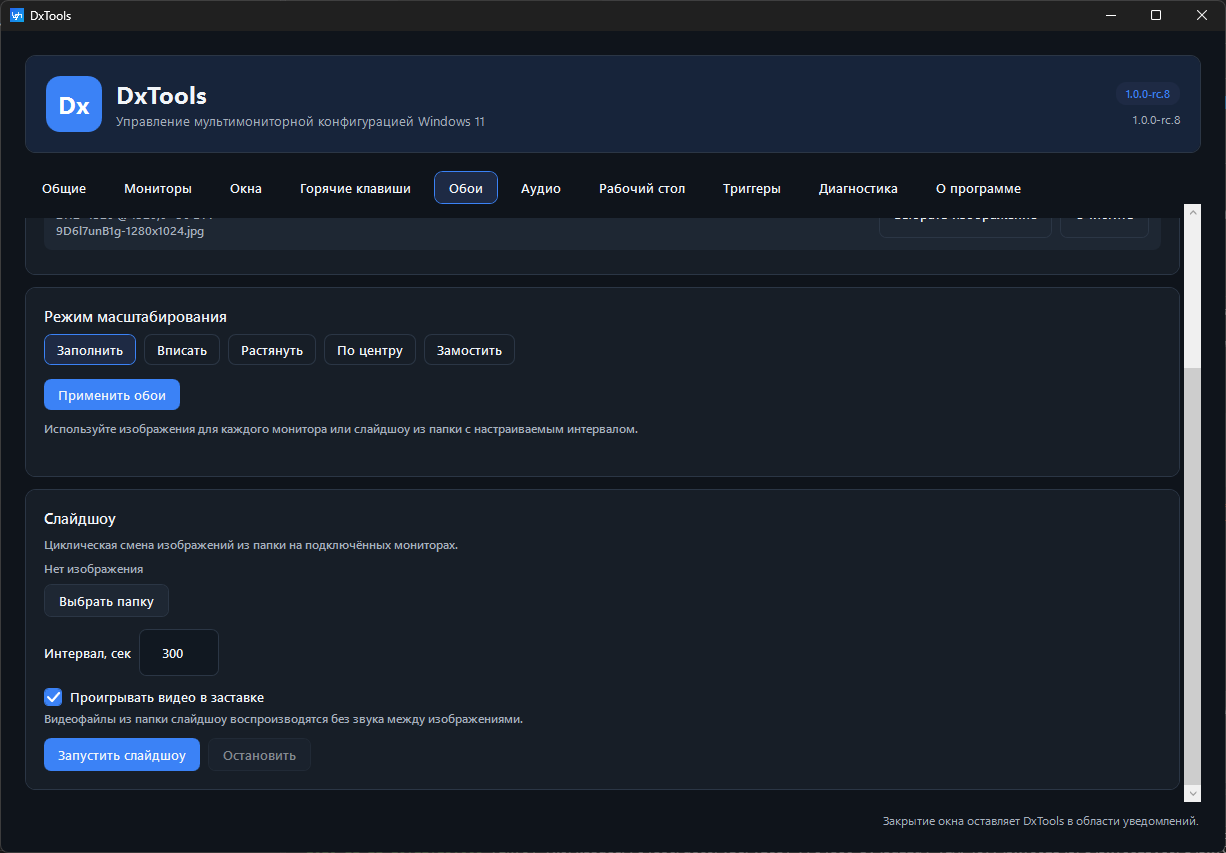 DxTools
Dx
DxTools
Управление мультимониторной конфигурацией Windows 11
1.0.0-rc.8
1.0.0-rc.8
Общие Мониторы Окна Горячие клавиши Обои Аудио Рабочий стол Триггеры Диагностика О программе
9D6l7unB1g-1280x1024.jpg
Режим масштабирования
Заполнить Вписать Растянуть По центру Замостить
Применить обои
Используйте изображения для каждого монитора или слайдшоу из папки с настраиваемым интервалом.
Слайдшоу
Циклическая смена изображений из папки на подключённых мониторах.
Нет изображения
Выбрать папку
Интервал, сек 300
Проигрывать видео в заставке
Видеофайлы из папки слайдшоу воспроизводятся без звука между изображениями.
Запустить слайдшоу Остановить
Закрытие окна оставляет DxTools в области уведомлений.